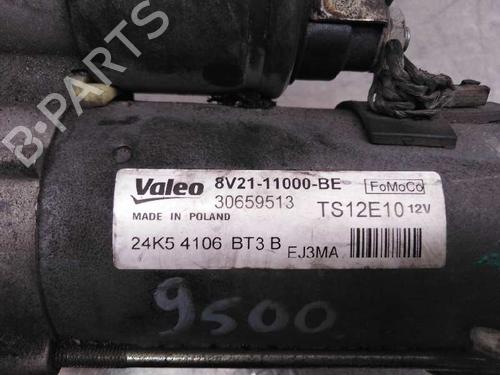 B-PARTS
Valeo 8V21-11000-BE FoMoCo
30659513 TS12E10 12V
MADE IN POLAND
24K5 4106 BT3 B EJ3MA
9500